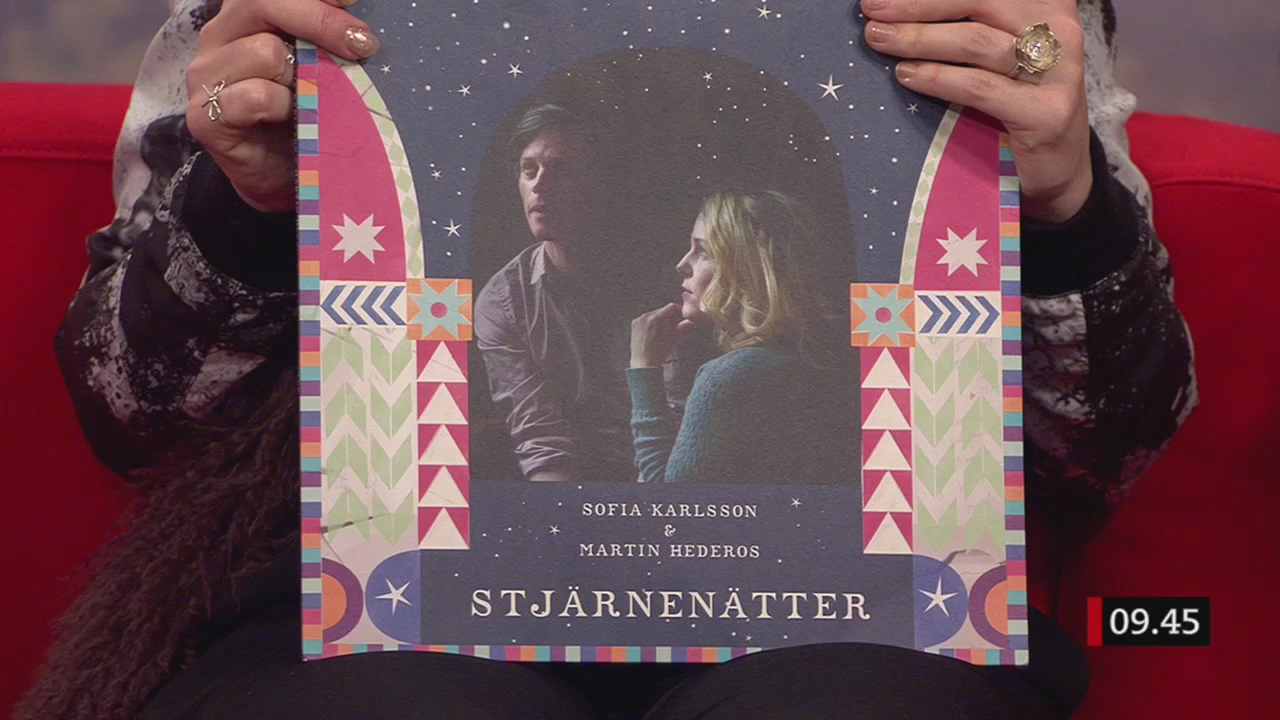 SOFIA KARLSSON
&
MARTIN HEDEROS
STJÄRNENÄTTER
09.45